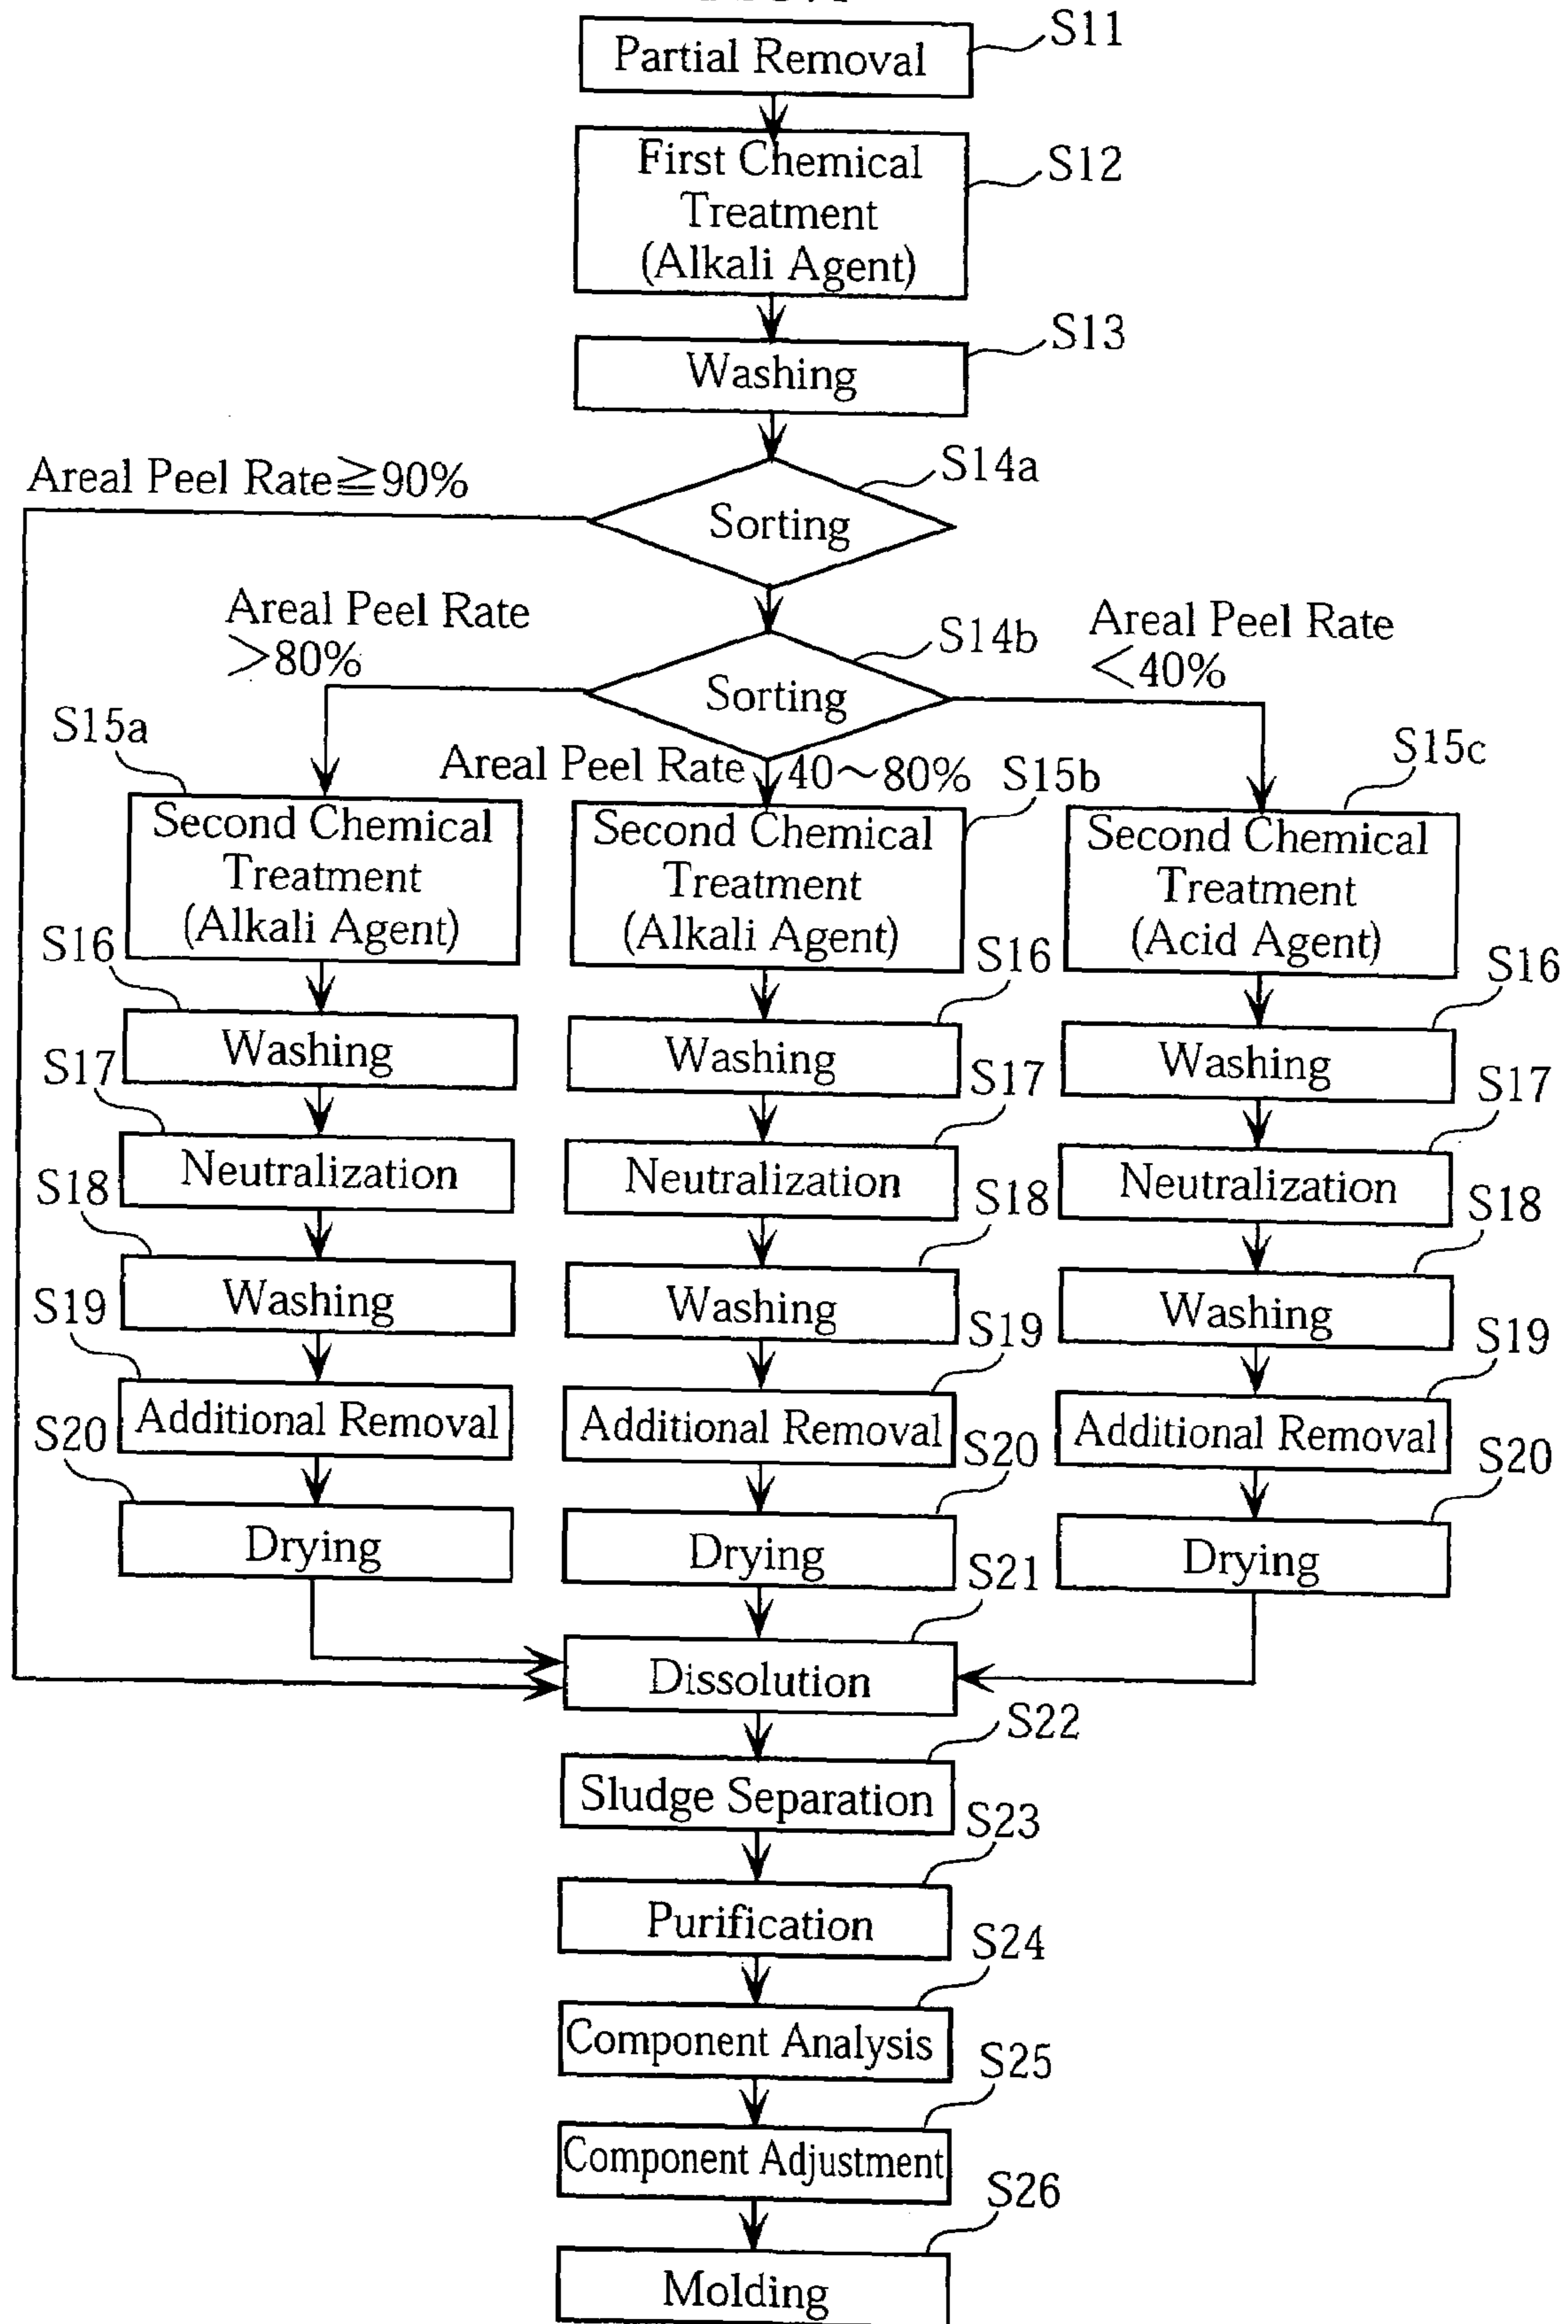 Partial Removal
S11
First Chemical
Treatment
(Alkali Agent)
S12
Washing
S13
Areal Peel Rate≧90%
Sorting
S14a
Areal Peel Rate
>80%
Sorting
S14b
Areal Peel Rate
<40%
Areal Peel Rate 40~80%
S15a
Second Chemical
Treatment
(Alkali Agent)
S15b
Second Chemical
Treatment
(Alkali Agent)
S15c
Second Chemical
Treatment
(Acid Agent)
S16
Washing
S16
Washing
S16
Washing
S17
Neutralization
S17
Neutralization
S17
Neutralization
S18
Washing
S18
Washing
S18
Washing
S19
Additional Removal
S19
Additional Removal
S19
Additional Removal
S20
Drying
S20
Drying
S20
Drying
S21
Dissolution
S22
Sludge Separation
S23
Purification
S24
Component Analysis
S25
Component Adjustment
S26
Molding